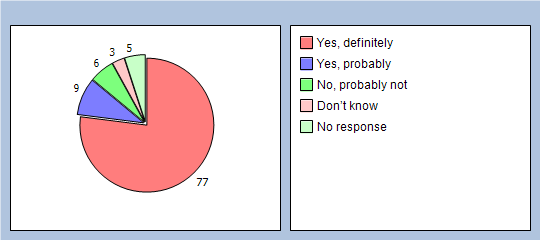 3
5
6
9
77
Yes, definitely
Yes, probably
No, probably not
Don't know
No response